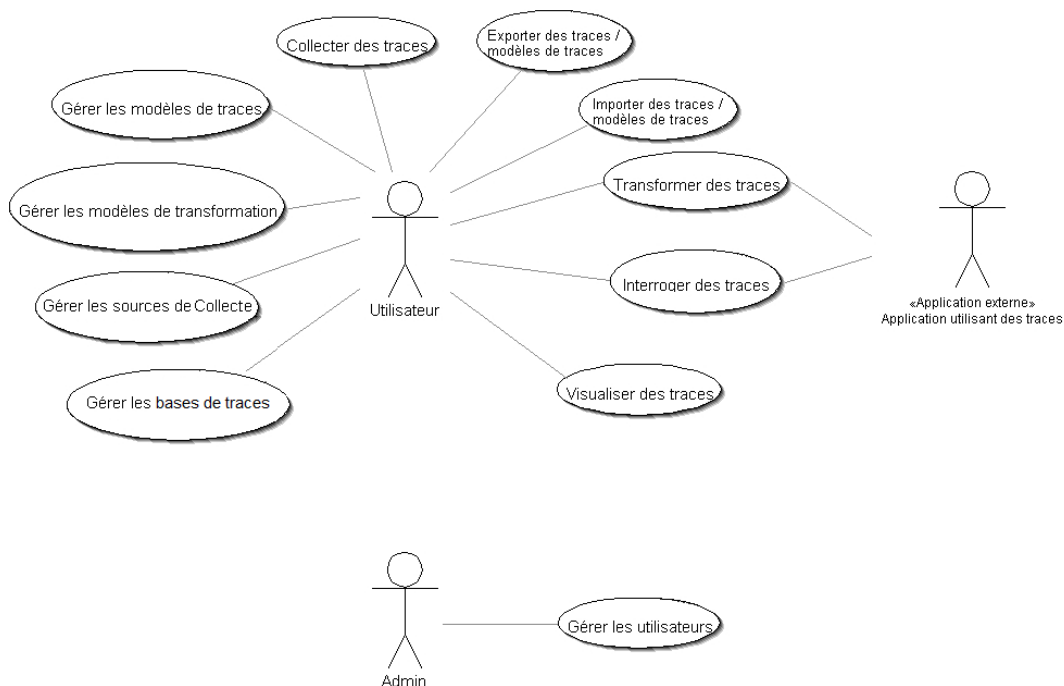 Collecter des traces
Exporter des traces /
modèles de traces
Gérer les modèles de traces
Importer des traces /
modèles de traces
Transformer des traces
Gérer les modèles de transformation
Interroger des traces
Gérer les sources de Collecte
Utilisateur
«Application externe»
Application utilisant des traces
Visualiser des traces
Gérer les bases de traces
Gérer les utilisateurs
Admin